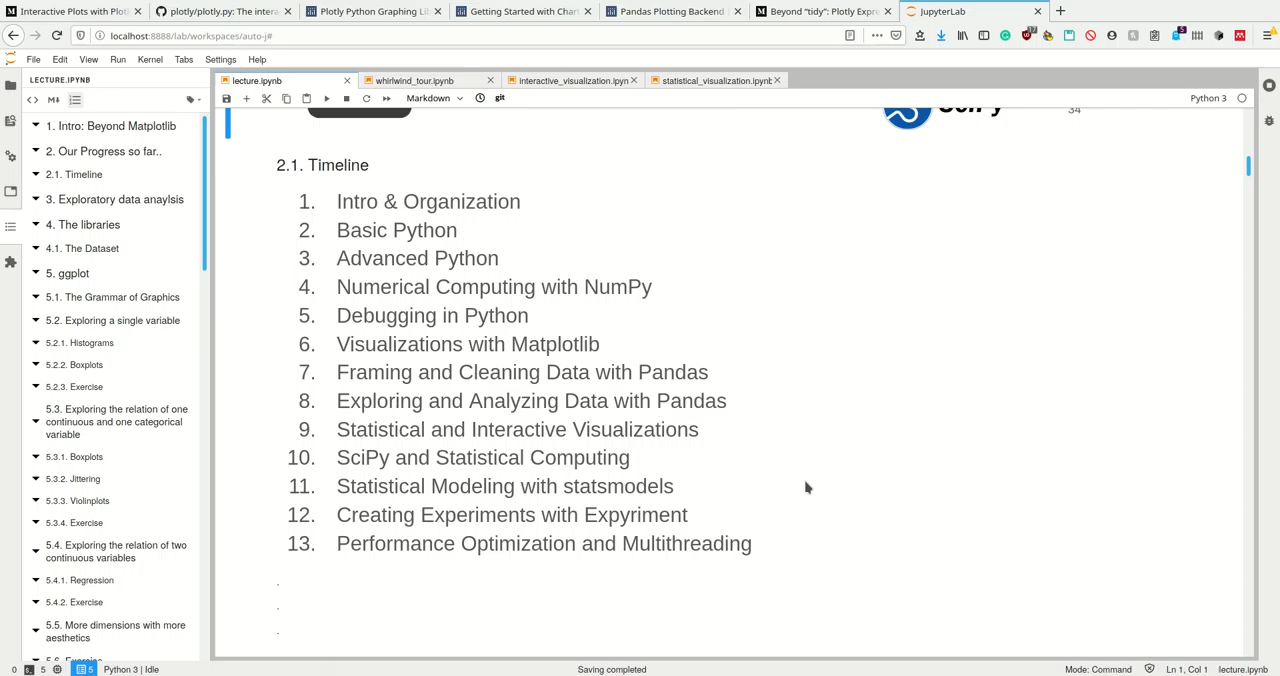 Interactive Plots with Plotl
plotly/plotly.py: The intera
Plotly Python Graphing Lib
Getting Started with Chart
Pandas Plotting Backend
Beyond "tidy": Plotly Expre
JupyterLab
localhost:8888/lab/workspaces/auto-j#
File Edit View Run Kernel Tabs Settings Help
LECTURE.IPYNB
lecture.ipynb
whirlwind_tour.ipynb
interactive_visualization.ipyn
statistical_visualization.ipynb
Markdown
git
Python 3
1. Intro: Beyond Matplotlib
2. Our Progress so far..
2.1. Timeline
3. Exploratory data anaylsis
4. The libraries
4.1. The Dataset
5. ggplot
5.1. The Grammar of Graphics
5.2. Exploring a single variable
5.2.1. Histograms
5.2.2. Boxplots
5.2.3. Exercise
5.3. Exploring the relation of one
continuous and one categorical
variable
5.3.1. Boxplots
5.3.2. Jittering
5.3.3. Violinplots
5.3.4. Exercise
5.4. Exploring the relation of two
continuous variables
5.4.1. Regression
5.4.2. Exercise
5.5. More dimensions with more
aesthetics
34
2.1. Timeline
1. Intro & Organization
2. Basic Python
3. Advanced Python
4. Numerical Computing with NumPy
5. Debugging in Python
6. Visualizations with Matplotlib
7. Framing and Cleaning Data with Pandas
8. Exploring and Analyzing Data with Pandas
9. Statistical and Interactive Visualizations
10. SciPy and Statistical Computing
11. Statistical Modeling with statsmodels
12. Creating Experiments with Expyriment
13. Performance Optimization and Multithreading
.
.
.
0
5
5
Python 3 | Idle
Saving completed
Mode: Command
Ln 1, Col 1
lecture.ipynb